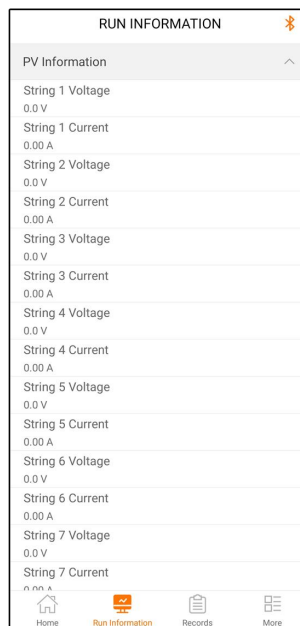 RUN INFORMATION
PV Information
String 1 Voltage
0.0 V
String 1 Current
0.00 A
String 2 Voltage
0.0 V
String 2 Current
0.00 A
String 3 Voltage
0.0 V
String 3 Current
0.00 A
String 4 Voltage
0.0 V
String 4 Current
0.00 A
String 5 Voltage
0.0 V
String 5 Current
0.00 A
String 6 Voltage
0.0 V
String 6 Current
0.00 A
String 7 Voltage
0.0 V
String 7 Current
0.00 A
Home Run Information Records More